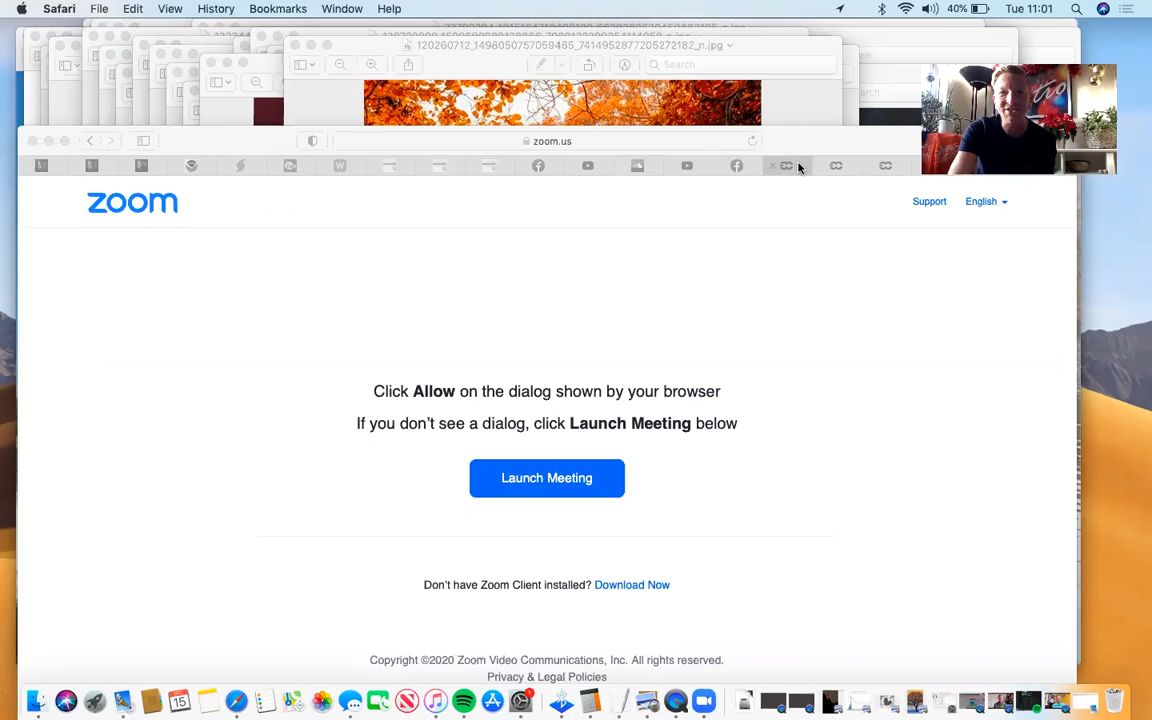 Safari File Edit View History Bookmarks Window Help 40% Tue 11:01
120260712_1498050757059465_7414952877205272182_n.jpg
Search
zoom.us
zoom Support English
Click Allow on the dialog shown by your browser
If you don't see a dialog, click Launch Meeting below
Launch Meeting
Don't have Zoom Client installed? Download Now
Copyright ©2020 Zoom Video Communications, Inc. All rights reserved.
Privacy & Legal Policies
15